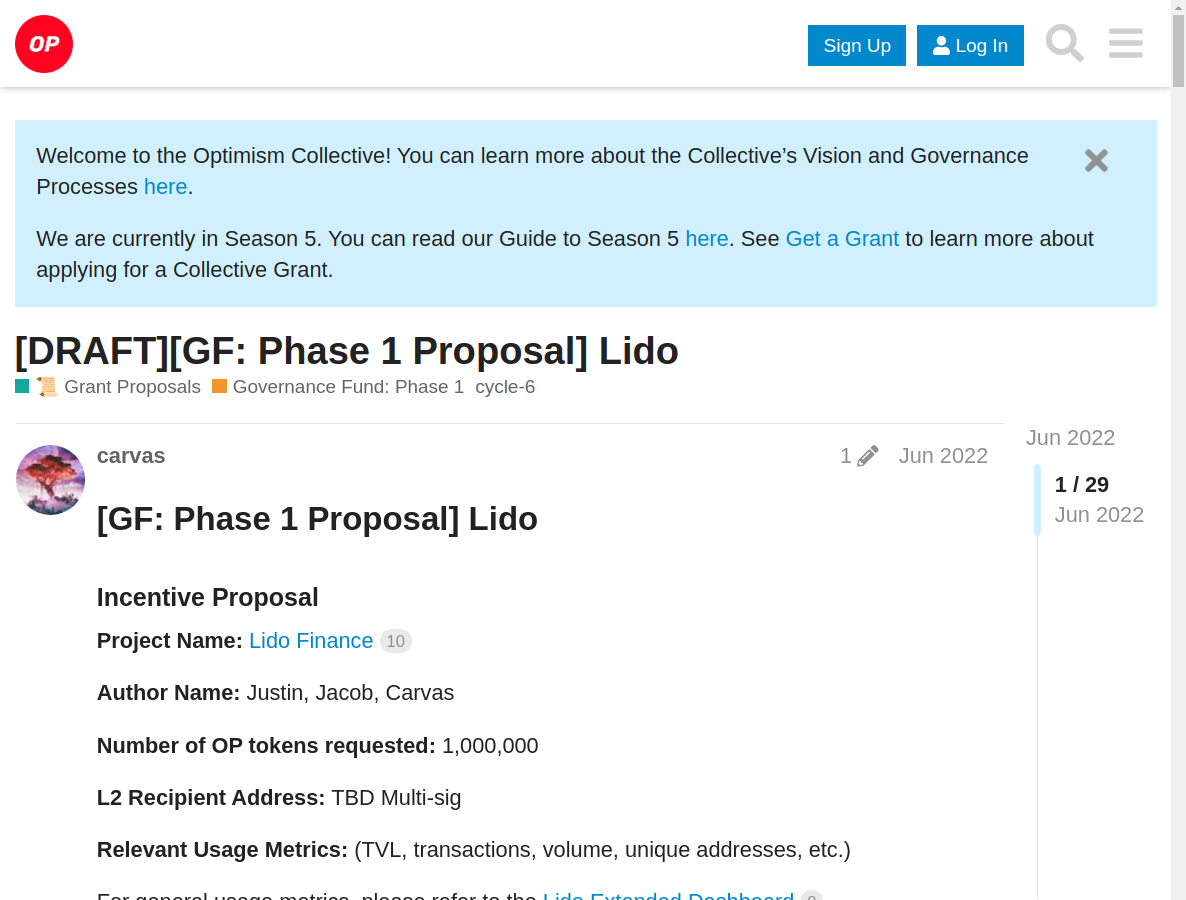 OP
Sign Up
Log In
Welcome to the Optimism Collective! You can learn more about the Collective’s Vision and Governance
Processes here.
We are currently in Season 5. You can read our Guide to Season 5 here. See Get a Grant to learn more about
applying for a Collective Grant.
[DRAFT][GF: Phase 1 Proposal] Lido
📜 Grant Proposals Governance Fund: Phase 1 cycle-6
carvas 1 Jun 2022
Jun 2022
1 / 29
Jun 2022
[GF: Phase 1 Proposal] Lido
Incentive Proposal
Project Name: Lido Finance 10
Author Name: Justin, Jacob, Carvas
Number of OP tokens requested: 1,000,000
L2 Recipient Address: TBD Multi-sig
Relevant Usage Metrics: (TVL, transactions, volume, unique addresses, etc.)
For general usage metrics, please refer to the Lido Extended Dashboard